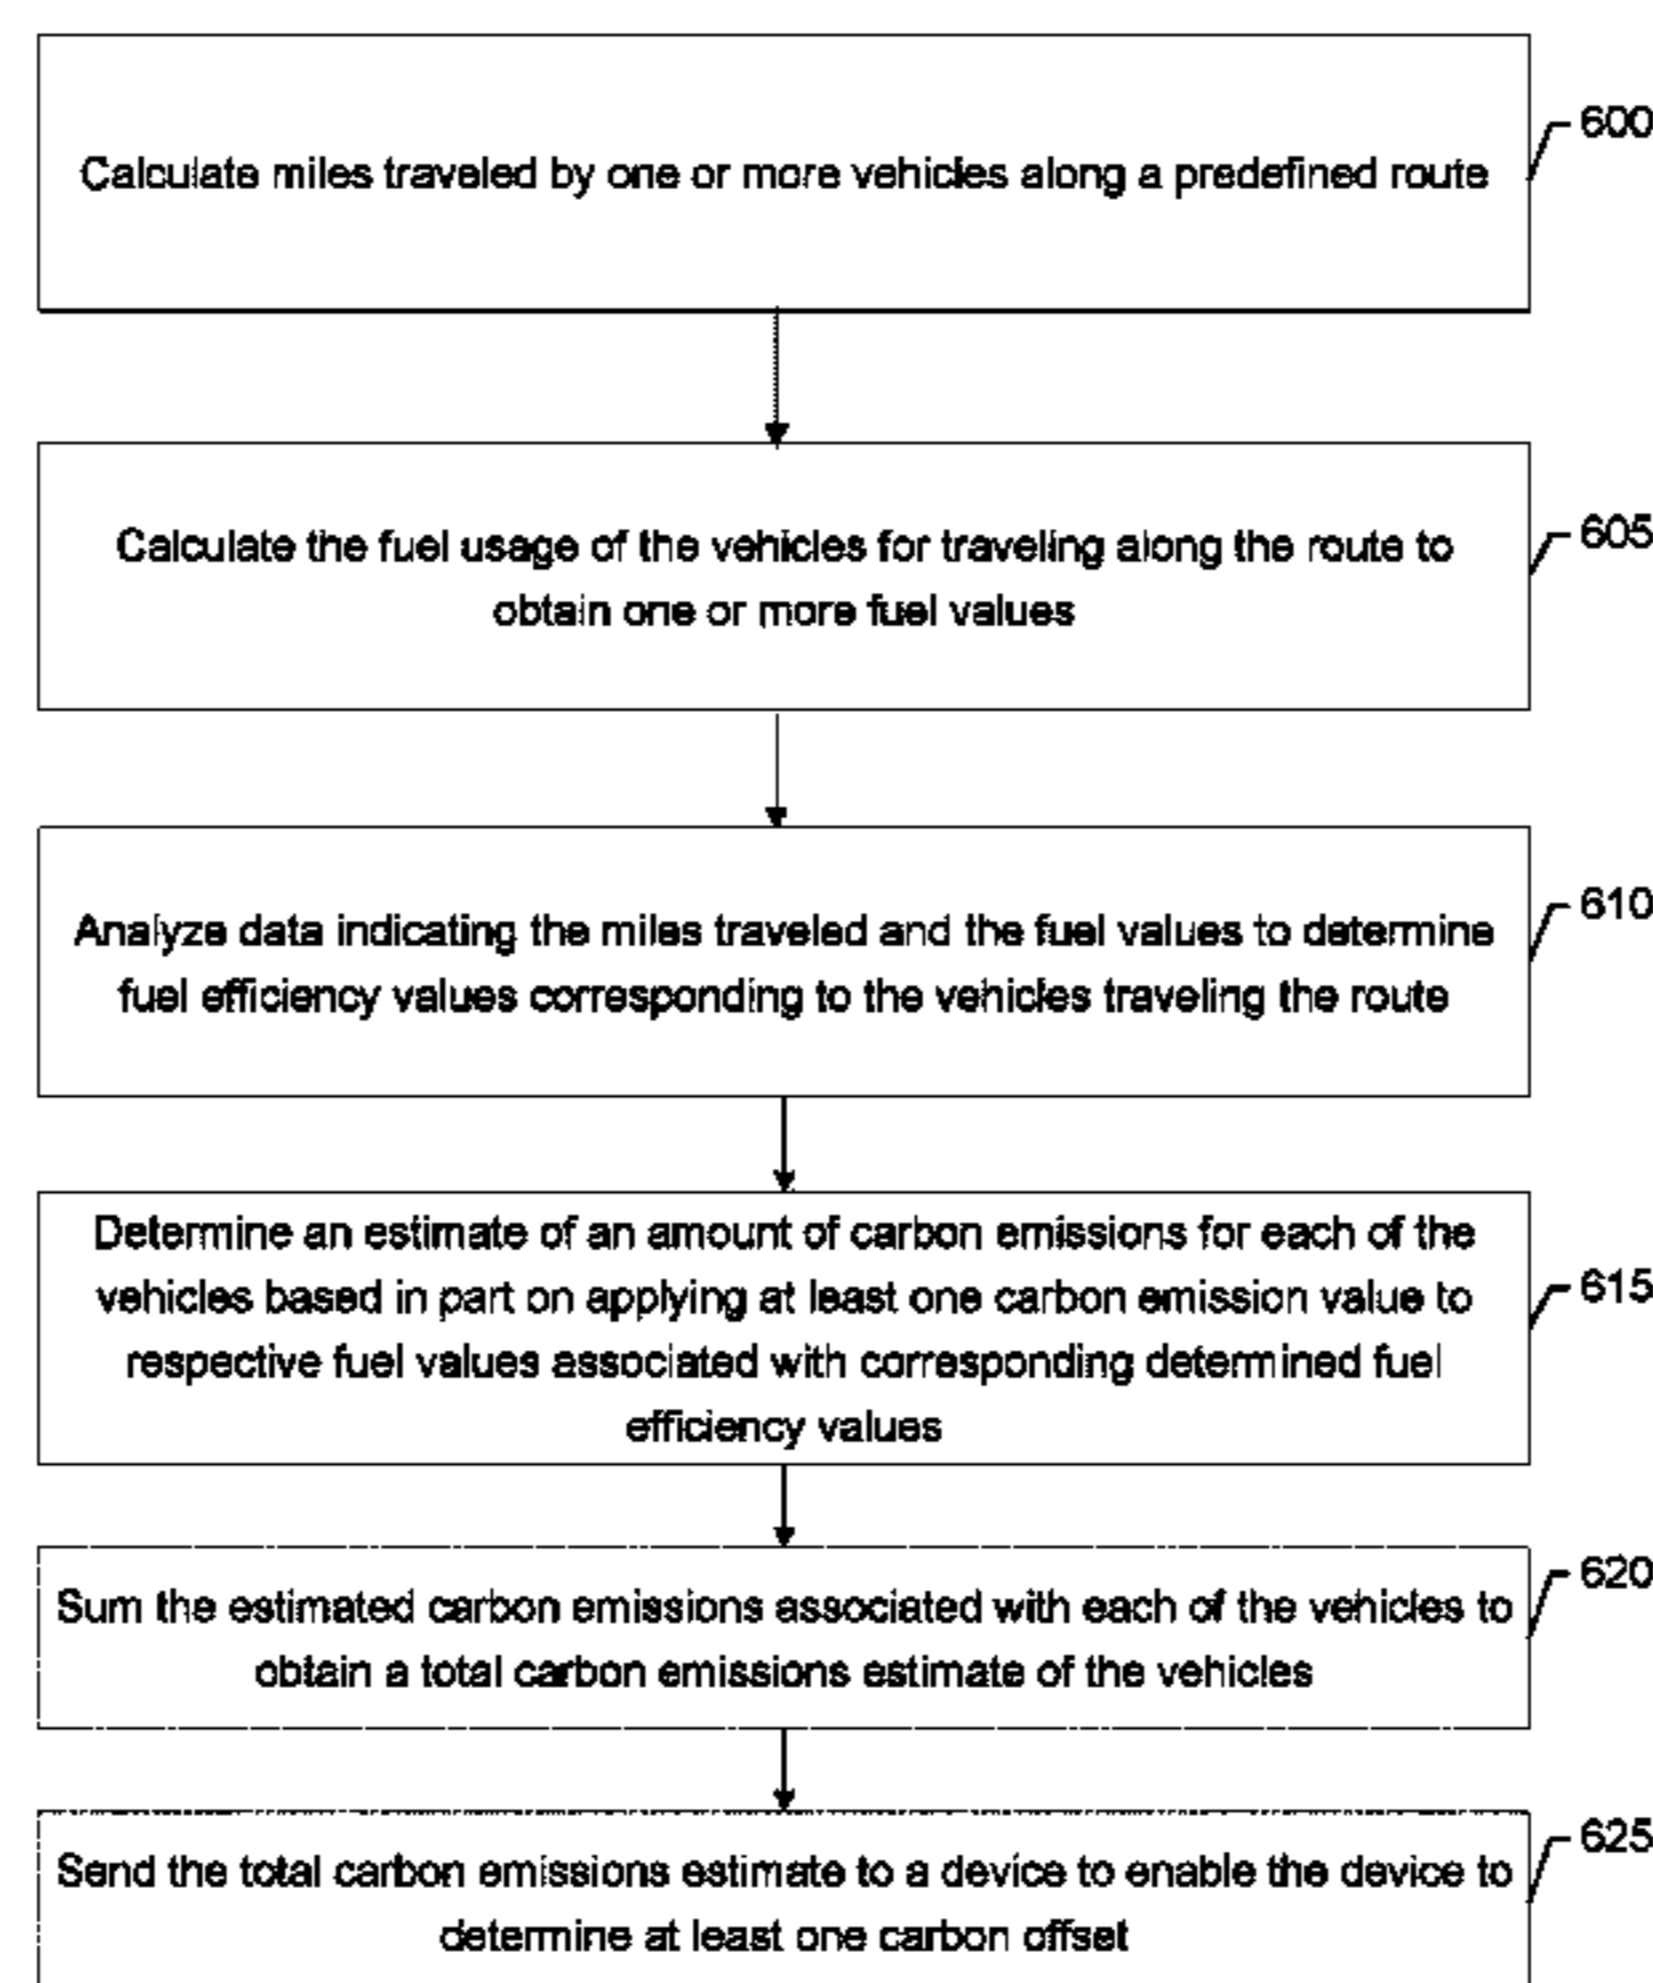 600
Calculate miles traveled by one or more vehicles along a predefined route
605
Calculate the fuel usage of the vehicles for traveling along the route to
obtain one or more fuel values
610
Analyze data indicating the miles traveled and the fuel values to determine
fuel efficiency values corresponding to the vehicles traveling the route
Determine an estimate of an amount of carbon emissions for each of the
vehicles based in part on applying at least one carbon emission value to
615
respective fuel values associated with corresponding determined fuel
efficiency values
620
Sum the estimated carbon emissions associated with each of the vehicles to
obtain a total carbon emissions estimate of the vehicles
625
Send the total carbon emissions estimate to a device to enable the device to
determine at least one carbon offset